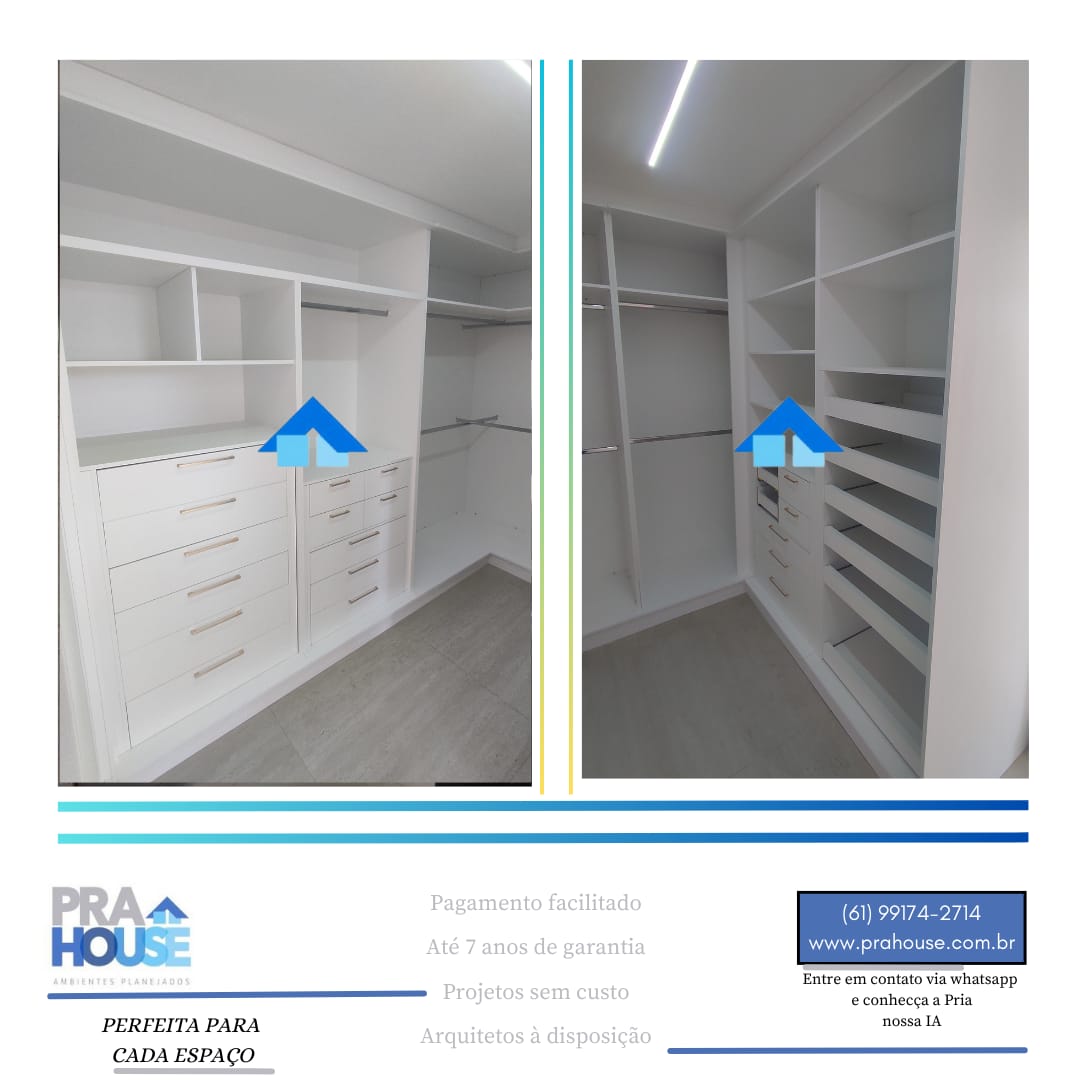 PRA
HOUSE
AMBIENTES PLANEJADOS
PERFEITA PARA
CADA ESPAÇO
Pagamento facilitado
Até 7 anos de garantia
Projetos sem custo
Arquitetos à disposição
(61) 99174-2714
www.prahouse.com.br
Entre em contato via whatsapp
e conhecça a Pria
nossa IA